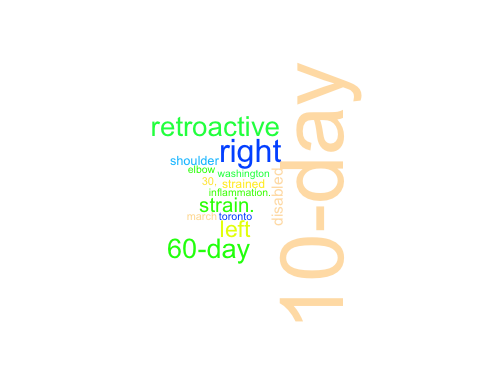 10-day
retroactive
right
shoulder
elbow
washington
30.
strained
disabled
inflammation.
strain.
march
toronto
left
60-day